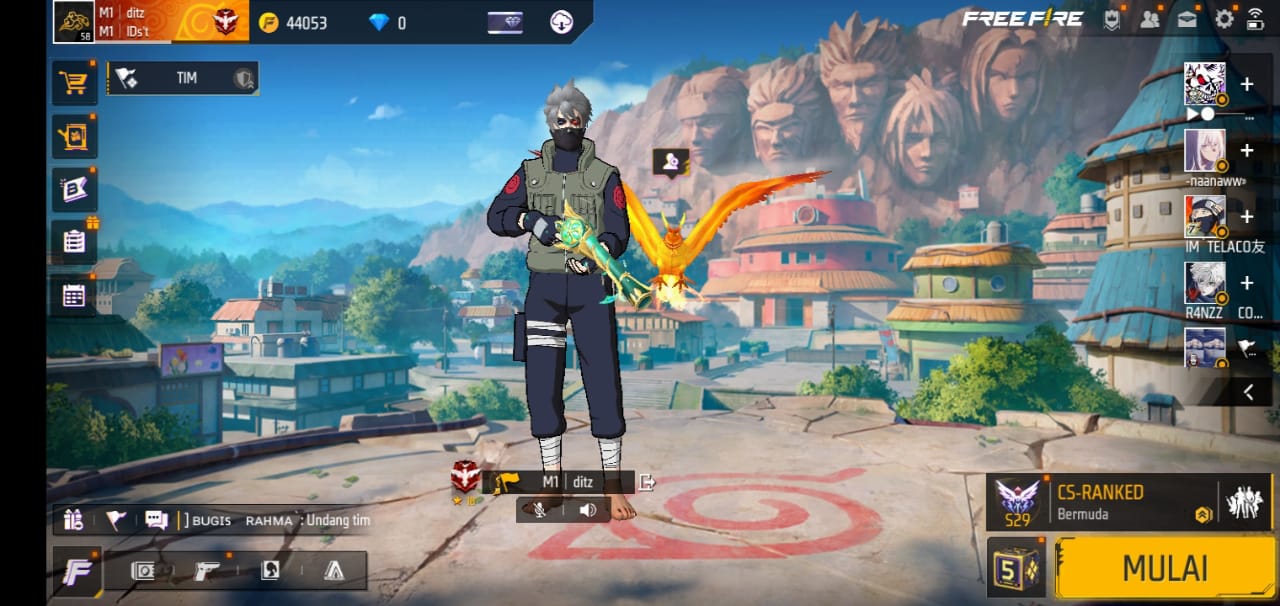 M1 ditz
M1 IDs't
58
44053
0
FREE FIRE
TIM
-naanaww»
IM TELACO友
R4NZZ CO...
M1 ditz
] BUGIS RAHMA : Undang tim
S29
CS-RANKED
Bermuda
5
MULAI